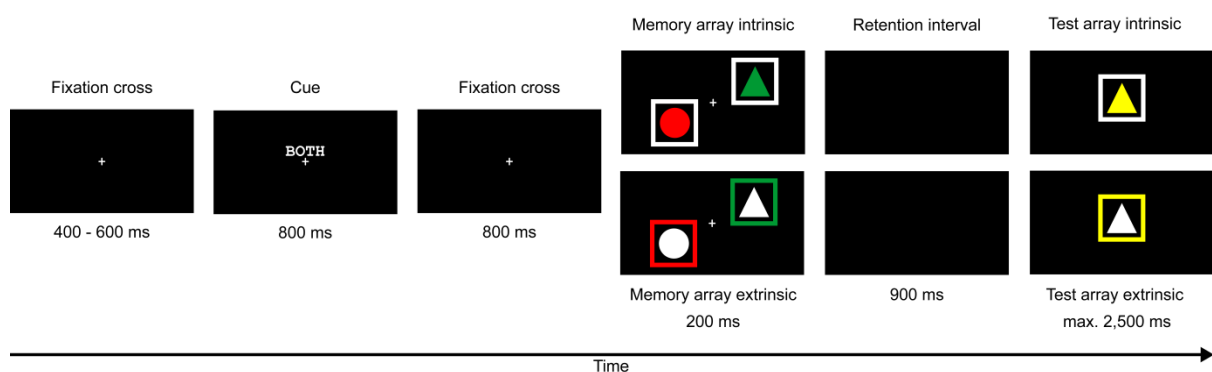 Memory array intrinsic
Retention interval
Test array intrinsic
Fixation cross
Cue
Fixation cross
BOTH
400 - 600 ms
800 ms
800 ms
Memory array extrinsic
900 ms
Test array extrinsic
200 ms
max. 2,500 ms
Time